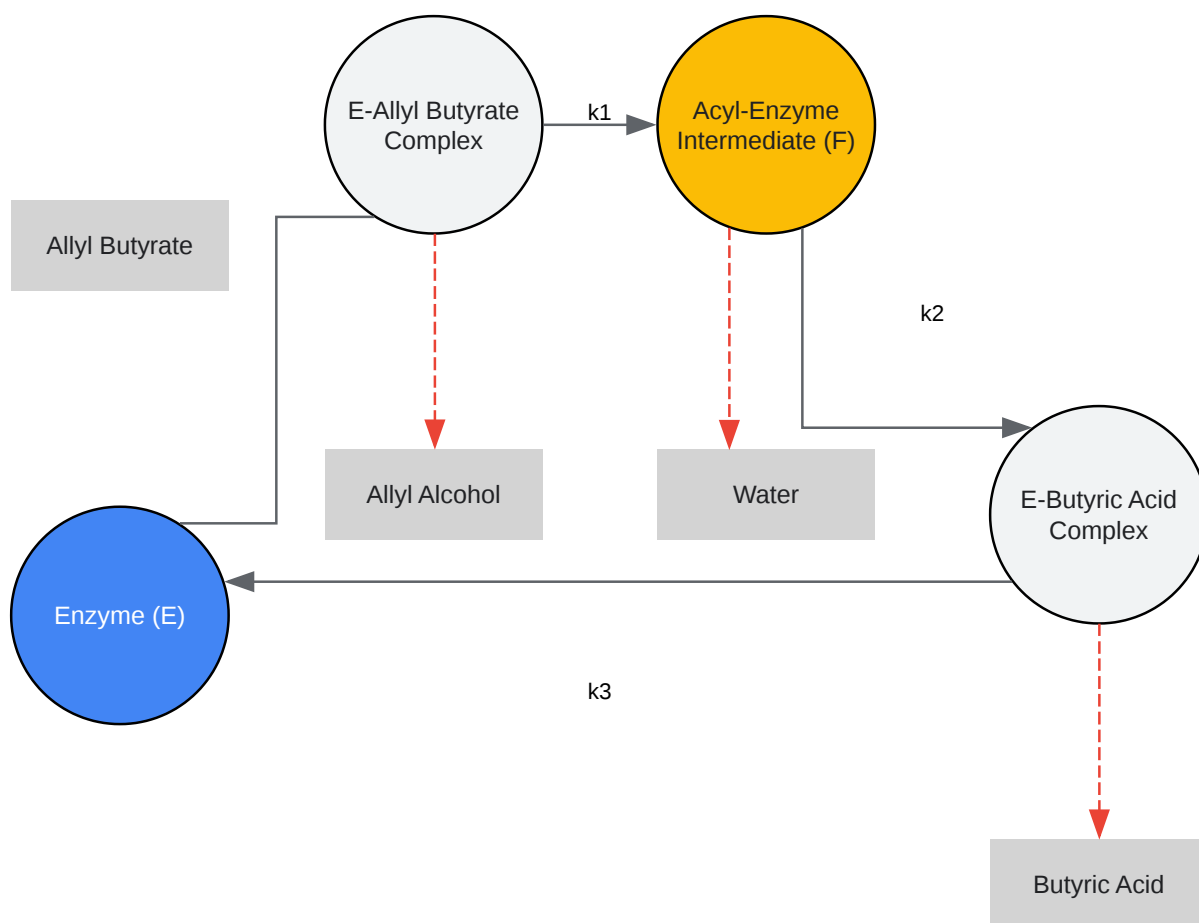 E-Allyl Butyrate
Complex
k1
Acyl-Enzyme
Intermediate (F)
Allyl Butyrate
k2
Allyl Alcohol
Water
E-Butyric Acid
Complex
Enzyme (E)
k3
Butyric Acid